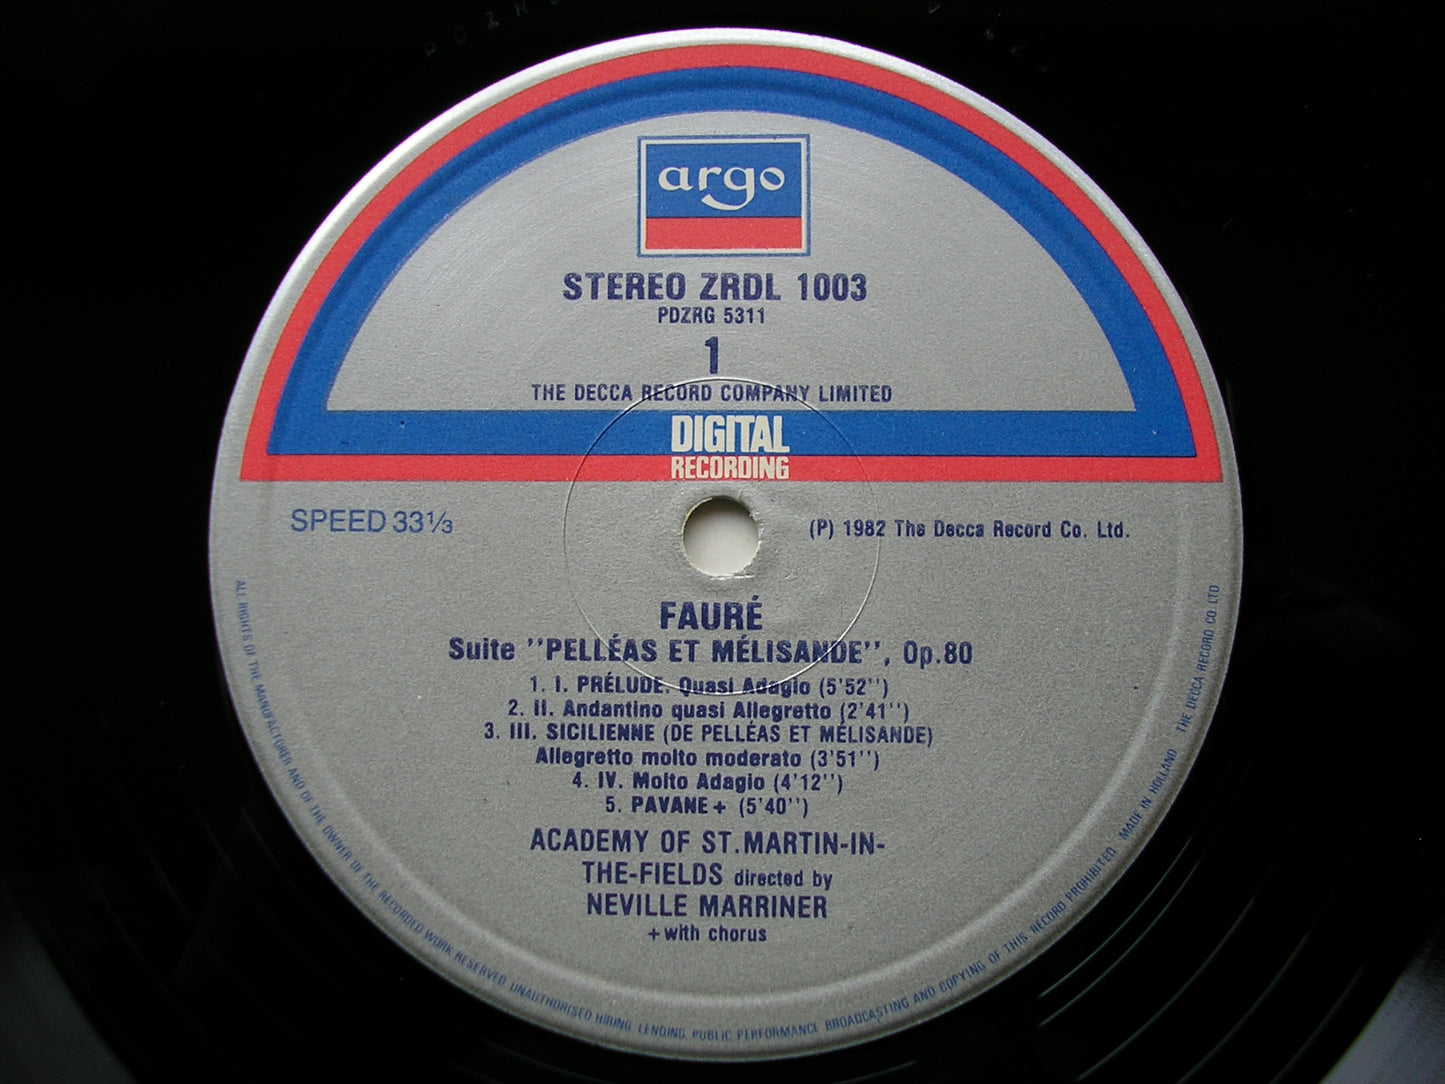 argo
STEREO ZRDL 1003
PDZRG 5311
1
THE DECCA RECORD COMPANY LIMITED
DIGITAL
RECORDING
SPEED 33⅓
(P) 1982 The Decca Record Co. Ltd.
FAURÉ
Suite "PELLÉAS ET MÉLISANDE", Op.80
1. I. PRÉLUDE. Quasi Adagio (5'52'')
2. II. Andantino quasi Allegretto (2'41'')
3. III. SICILIENNE (DE PELLÉAS ET MÉLISANDE)
Allegretto molto moderato (3'51'')
4. IV. Molto Adagio (4'12'')
5. PAVANE + (5'40'')
ACADEMY OF ST.MARTIN-IN-
THE-FIELDS directed by
NEVILLE MARRINER
+ with chorus
ALL RIGHTS OF THE MANUFACTURER AND OF THE OWNER OF THE RECORDED WORK RESERVED UNAUTHORISED HIRING, LENDING, PUBLIC PERFORMANCE BROADCASTING AND COPYING OF THIS RECORD PROHIBITED. MADE IN HOLLAND THE DECCA RECORD CO LTD